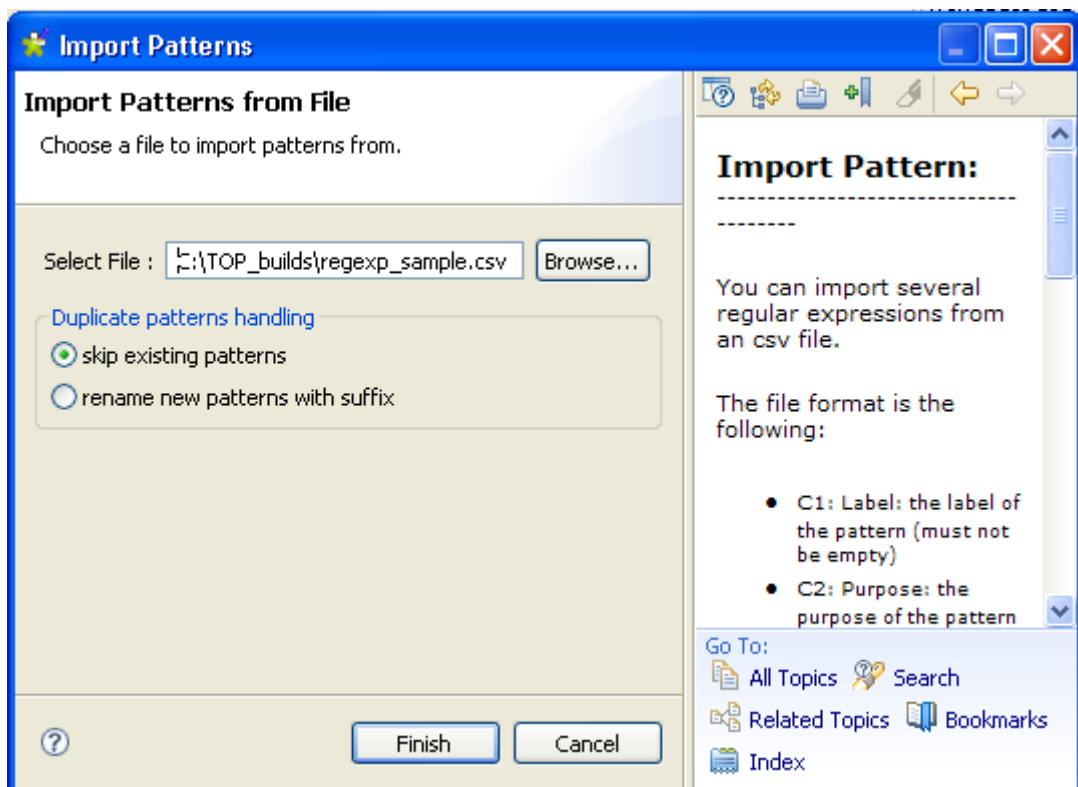 Import Patterns
Import Patterns from File
Choose a file to import patterns from.
Select File : C:\TOP_builds\regexp_sample.csv Browse...
Duplicate patterns handling
skip existing patterns
rename new patterns with suffix
Finish Cancel
Import Pattern:
-----------------------------
--------
You can import several
regular expressions from
an csv file.
The file format is the
following:
• C1: Label: the label of
the pattern (must not
be empty)
• C2: Purpose: the
purpose of the pattern
Go To:
All Topics Search
Related Topics Bookmarks
Index